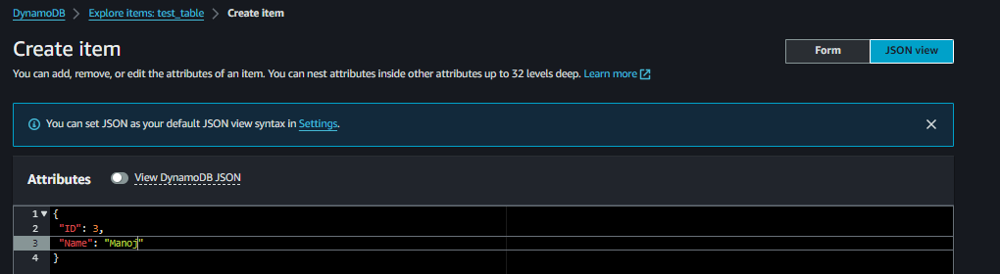 DynamoDB > Explore items: test_table > Create item
Create item
Form JSON view
You can add, remove, or edit the attributes of an item. You can nest attributes inside other attributes up to 32 levels deep. Learn more
You can set JSON as your default JSON view syntax in Settings.
Attributes View DynamoDB JSON
1 {
2 "ID": 3,
3 "Name": "Manoj"
4 }